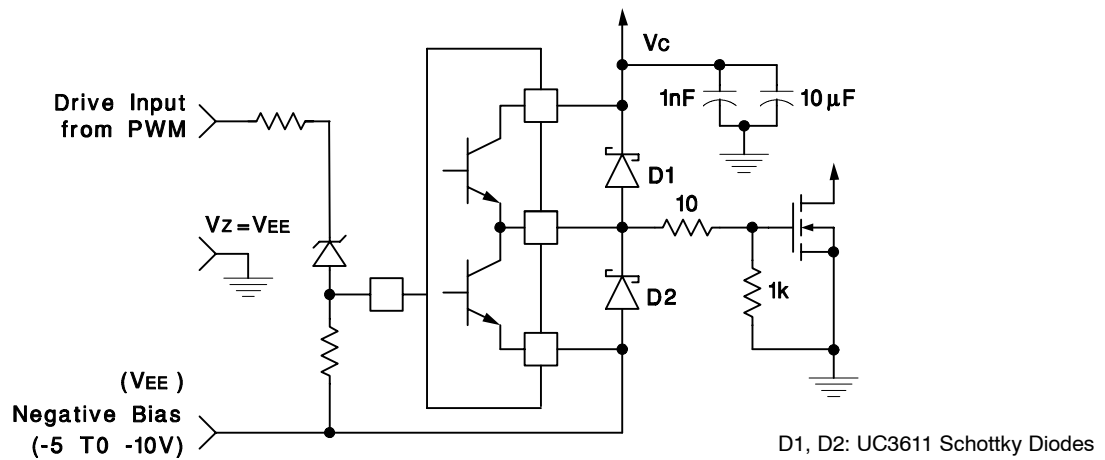 Vc
Drive Input
from PWM
1nF
10µF
D1
10
Vz=VEE
D2
1k
(VEE )
Negative Bias
(-5 T0 -10V)
D1, D2: UC3611 Schottky Diodes